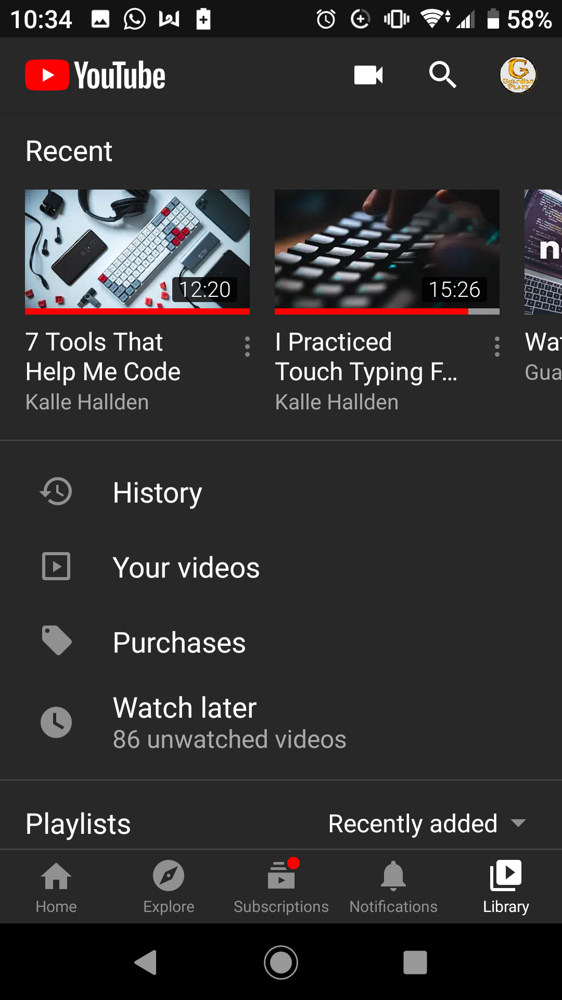 10:34
58%
YouTube
Guardian
Recent
12:20
15:26
7 Tools That
Help Me Code
Kalle Hallden
I Practiced
Touch Typing F...
Kalle Hallden
Wat
Gua
History
Your videos
Purchases
Watch later
86 unwatched videos
Playlists
Recently added
Home
Explore
Subscriptions
Notifications
Library